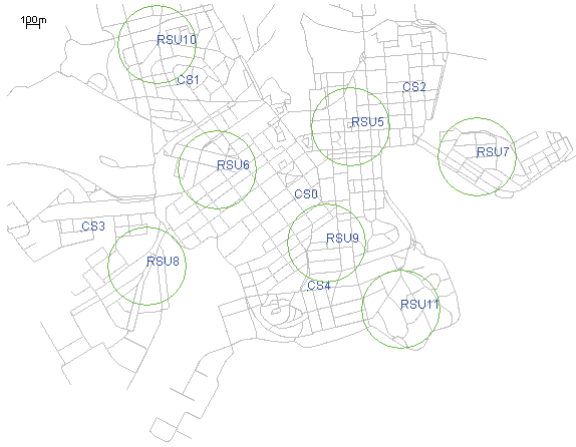 100m
RSU10
CS1
CS2
RSU5
RSU7
RSU6
CS0
CS3
RSU9
RSU8
CS4
RSU11